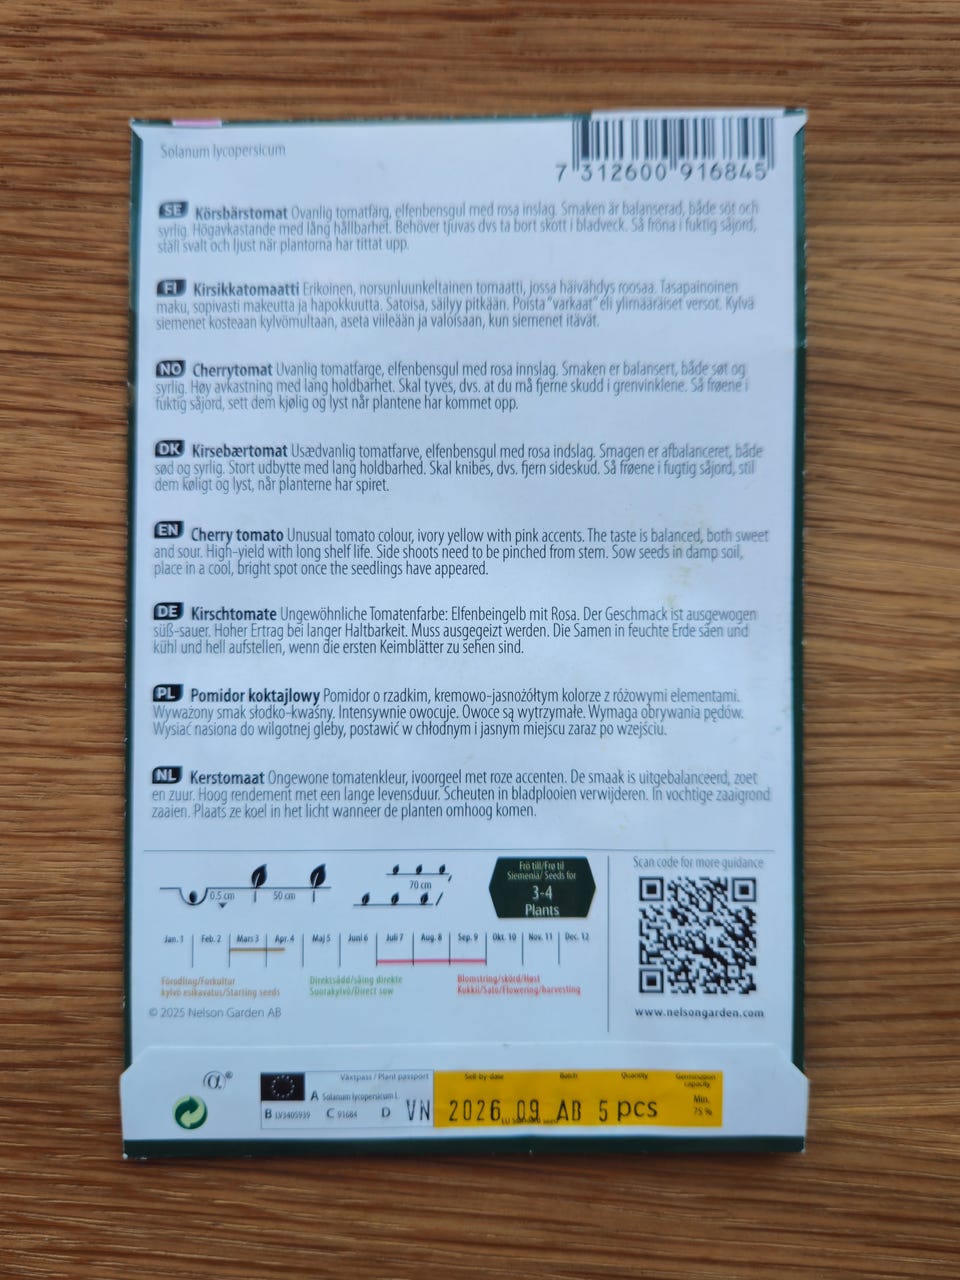 Solanum lycopersicum
7 312600 916845
SE Körsbärstomat Ovanlig tomatfärg, elfenbensgul med rosa inslag. Smaken är balanserad, både söt och
syrlig. Högavkastande med lång hållbarhet. Behöver tjuvas dvs ta bort skott i bladveck. Så fröna i fuktig såjord,
ställ svalt och ljust när plantorna har tittat upp.
FI Kirsikkatomaatti Erikoinen, norsunluunkeltainen tomaatti, jossa häivähdys roosaa. Tasapainoinen
maku, sopivasti makeutta ja hapokkuutta. Satoisa, säilyy pitkään. Poista "varkaat" eli ylimääräiset versot. Kylvä
siemenet kosteaan kylvömultaan, aseta viileään ja valoisaan, kun siemenet itävät.
NO Cherrytomat Uvanlig tomatfarge, elfenbensgul med rosa innslag. Smaken er balansert, både søt og
syrlig. Høy avkastning med lang holdbarhet. Skal tyves, dvs. at du må fjerne skudd i grenvinklene. Så frøene i
fuktig såjord, sett dem kjølig og lyst når plantene har kommet opp.
DK Kirsebærtomat Usædvanlig tomatfarve, elfenbensgul med rosa indslag. Smagen er afbalanceret, både
sød og syrlig. Stort udbytte med lang holdbarhed. Skal knibes, dvs. fjern sideskud. Så frøene i fugtig såjord, stil
dem køligt og lyst, når planterne har spiret.
EN Cherry tomato Unusual tomato colour, ivory yellow with pink accents. The taste is balanced, both sweet
and sour. High-yield with long shelf life. Side shoots need to be pinched from stem. Sow seeds in damp soil,
place in a cool, bright spot once the seedlings have appeared.
DE Kirschtomate Ungewöhnliche Tomatenfarbe: Elfenbeingelb mit Rosa. Der Geschmack ist ausgewogen
süß-sauer. Hoher Ertrag bei langer Haltbarkeit. Muss ausgegeizt werden. Die Samen in feuchte Erde säen und
kühl und hell aufstellen, wenn die ersten Keimblätter zu sehen sind.
PL Pomidor koktajlowy Pomidor o rzadkim, kremowo-jasnożółtym kolorze z różowymi elementami.
Wyważony smak słodko-kwaśny. Intensywnie owocuje. Owoce są wytrzymałe. Wymaga obrywania pędów.
Wysiać nasiona do wilgotnej gleby, postawić w chłodnym i jasnym miejscu zaraz po wzejściu.
NL Kerstomaat Ongewone tomatenkleur, ivoorgeel met roze accenten. De smaak is uitgebalanceerd, zoet
en zuur. Hoog rendement met een lange levensduur. Scheuten in bladplooien verwijderen. In vochtige zaaigrond
zaaien. Plaats ze koel in het licht wanneer de planten omhoog komen.
0.5 cm 50 cm 70 cm
Frö till/Frø til
Siemeniä/ Seeds for
3-4
Plants
Scan code for more guidance
Jan. 1 Feb. 2 Mars 3 Apr. 4 Maj 5 Juni 6 Juli 7 Aug. 8 Sep. 9 Okt. 10 Nov. 11 Dec. 12
Förodling/Forkultur Direktsådd/såing direkte Blomstring/skörd/Høst
kylvö esikasvatus/Starting seeds Suorakylvö/Direct sow Kukkii/Sato/Flowering/harvesting
© 2025 Nelson Garden AB
www.nelsongarden.com
α®
Växtpass / Plant passport
A Solanum lycopersicum L.
B LV3405939 C 91684 D VN
Sell-by-date Batch Quantity Germination
capacity
2026 09 AB 5 pcs
Min.
75 %